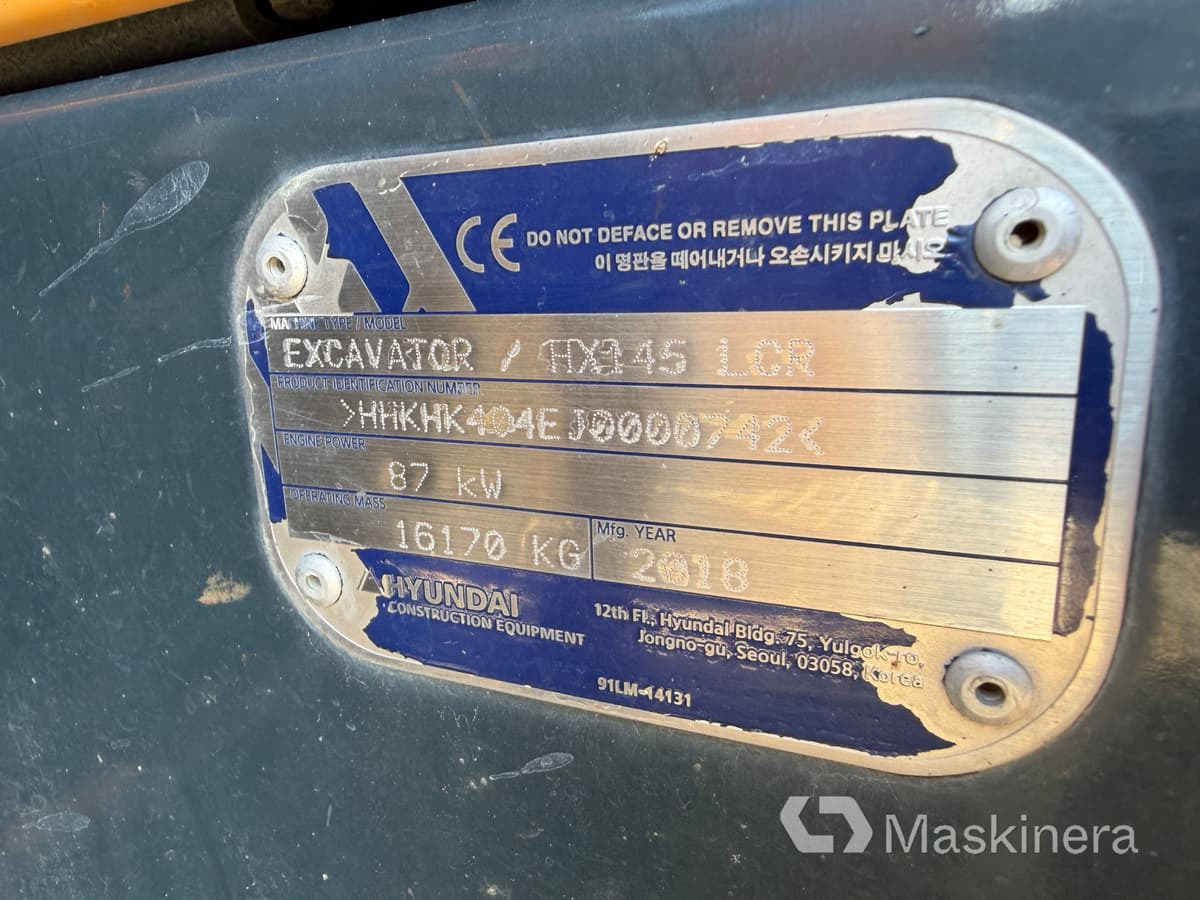 CE DO NOT DEFACE OR REMOVE THIS PLATE
이 명판을 떼어내거나 오손시키지 마시오
MACHINE TYPE / MODEL
EXCAVATOR / HX145 LCR
PRODUCT IDENTIFICATION NUMBER
>HHKHK404EJ0000742<
ENGINE POWER
87 kW
OPERATING MASS
16170 KG
Mfg. YEAR
2018
HYUNDAI
CONSTRUCTION EQUIPMENT
12th Fl., Hyundai Bldg. 75, Yulgok-ro,
Jongno-gu, Seoul, 03058, Korea
91LM-14131
Maskinera